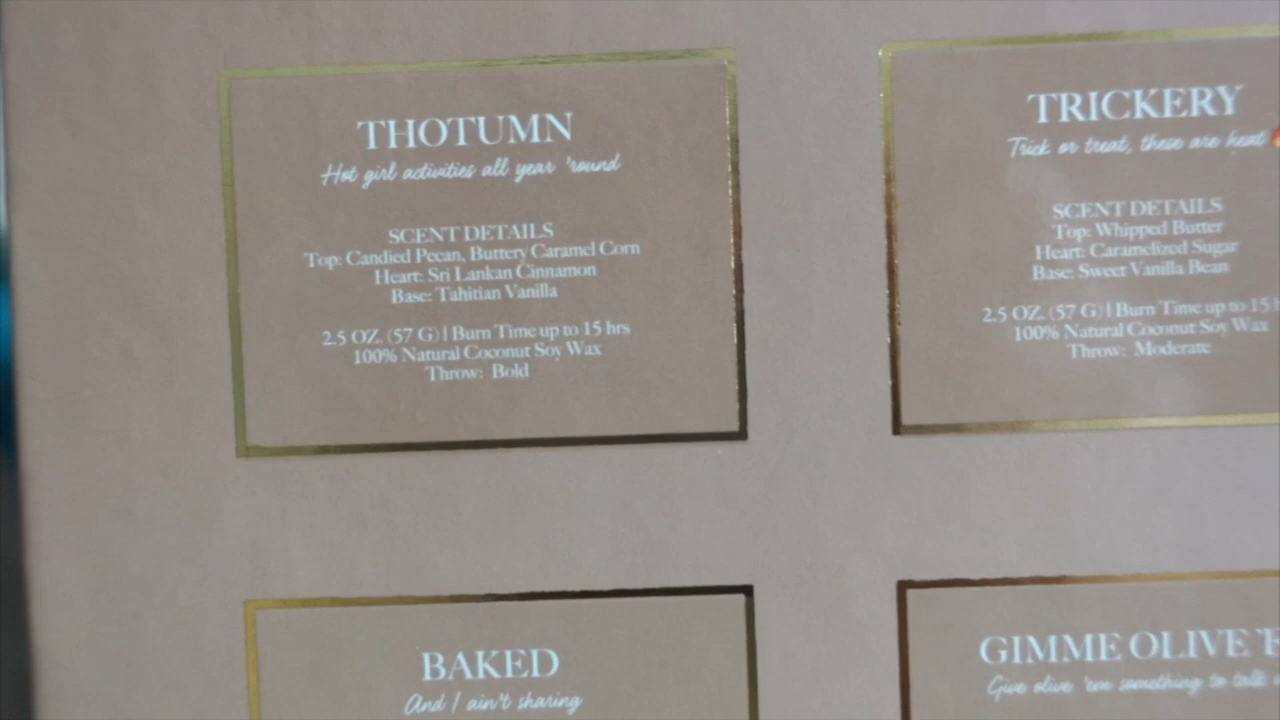 THOTUMN
Hot girl activities all year 'round
SCENT DETAILS
Top: Candied Pecan, Buttery Caramel Corn
Heart: Sri Lankan Cinnamon
Base: Tahitian Vanilla
2.5 OZ. (57 G) | Burn Time up to 15 hrs
100% Natural Coconut Soy Wax
Throw: Bold
TRICKERY
Trick or treat, these are heat
SCENT DETAILS
Top: Whipped Butter
Heart: Caramelized Sugar
Base: Sweet Vanilla Bean
2.5 OZ. (57 G) | Burn Time up to 15
100% Natural Coconut Soy Wax
Throw: Moderate
BAKED
And I ain't sharing
GIMME OLIVE
Give olive 'em something to talk